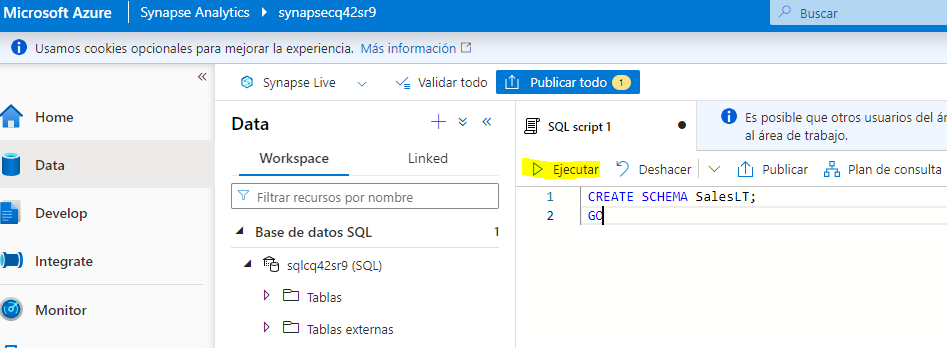 Microsoft Azure Synapse Analytics synapsecq42sr9 Buscar
Usamos cookies opcionales para mejorar la experiencia. Más información
Synapse Live Validar todo Publicar todo 1
Home
Data
Develop
Integrate
Monitor
Data
Workspace Linked
Filtrar recursos por nombre
Base de datos SQL 1
sqlcq42sr9 (SQL)
Tablas
Tablas externas
SQL script 1
Es posible que otros usuarios del
al área de trabajo.
Ejecutar Deshacer Publicar Plan de consulta
1 CREATE SCHEMA SalesLT;
2 GO